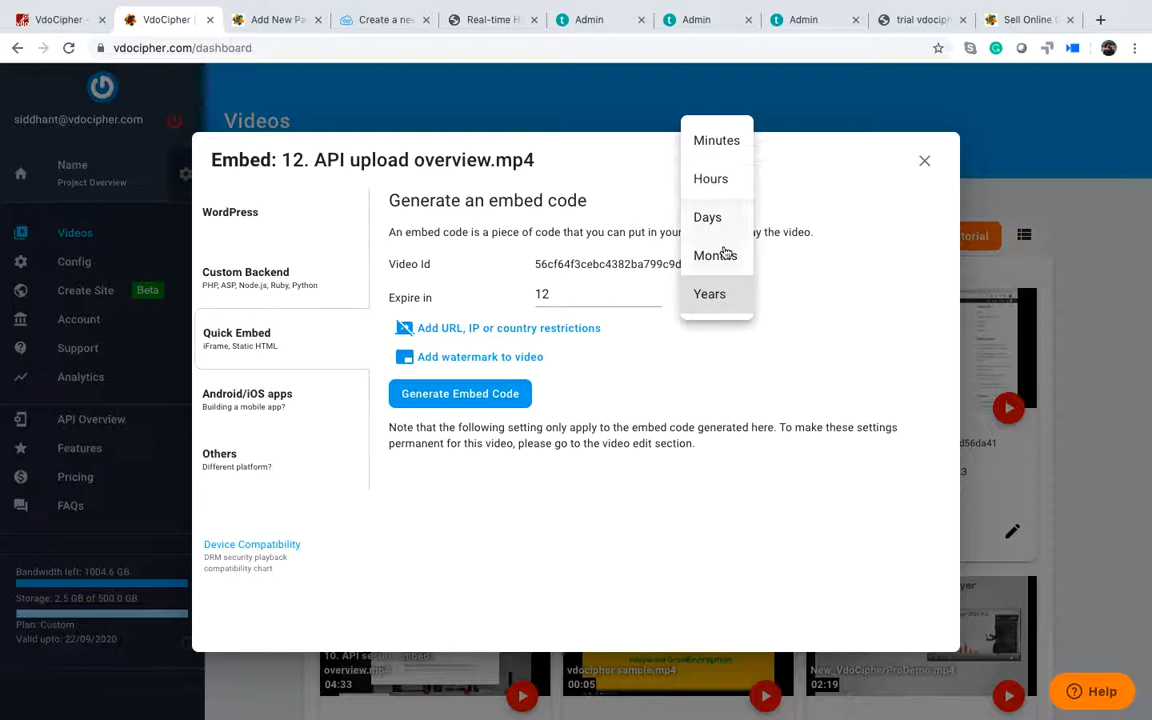 VdoCipher -
VdoCipher
Add New Pa
Create a new
Real-time H
Admin
Admin
Admin
trial vdociph
Sell Online C
vdocipher.com/dashboard
siddhant@vdocipher.com
Videos
Name
Project Overview
Videos
Config
Create Site
Beta
Account
Support
Analytics
API Overview
Features
Pricing
FAQs
Bandwidth left: 1004.6 GB
Storage: 2.5 GB of 500.0 GB
Plan: Custom
Valid upto: 22/09/2020
Embed: 12. API upload overview.mp4
WordPress
Custom Backend
PHP, ASP, Node.js, Ruby, Python
Quick Embed
iFrame, Static HTML
Android/iOS apps
Building a mobile app?
Others
Different platform?
Device Compatibility
DRM security playback
compatibility chart
Generate an embed code
An embed code is a piece of code that you can put in your ay the video.
Video Id
56cf64f3cebc4382ba799c9d
Expire in
12
Minutes
Hours
Days
Months
Years
Add URL, IP or country restrictions
Add watermark to video
Generate Embed Code
Note that the following setting only apply to the embed code generated here. To make these settings
permanent for this video, please go to the video edit section.
torial
d56da41
3
10. API secure embed
overview.mp4
04:33
vdocipher sample.mp4
00:05
New_VdoCipherProDemo.mp4
02:19
Help